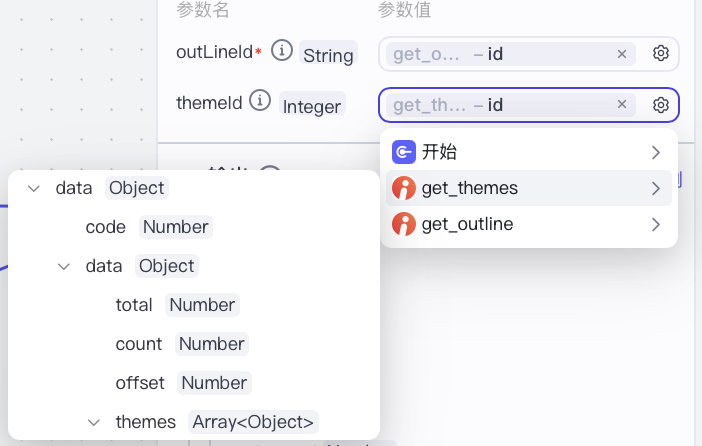 参数名 参数值
outLineId* String get_o... – id
themeId Integer get_th... – id
开始
get_themes
get_outline
data Object
code Number
data Object
total Number
count Number
offset Number
themes Array<Object>